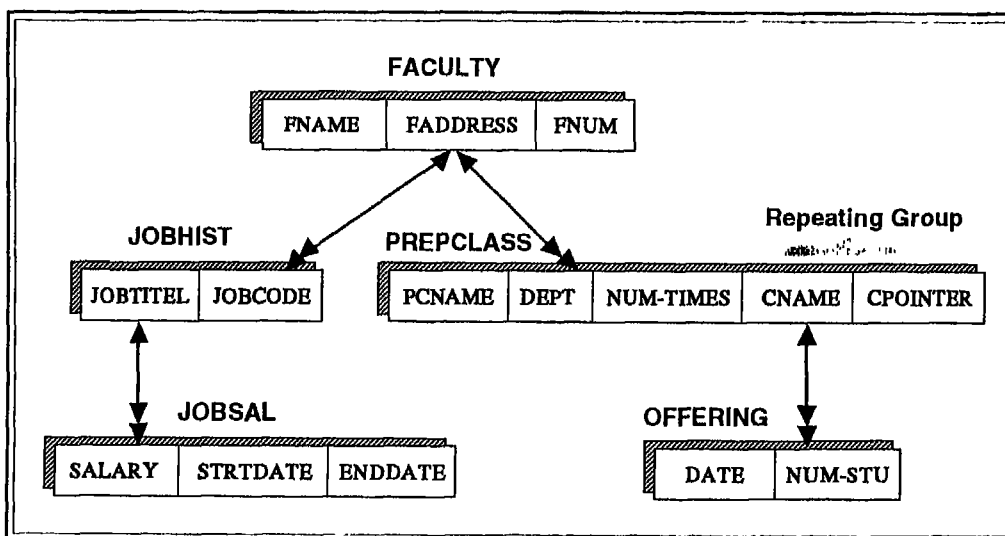 FACULTY
FNAME FADDRESS FNUM
Repeating Group
JOBHIST PREPCLASS
JOBTITEL JOBCODE PCNAME DEPT NUM-TIMES CNAME CPOINTER
JOBSAL OFFERING
SALARY STRTDATE ENDDATE DATE NUM-STU